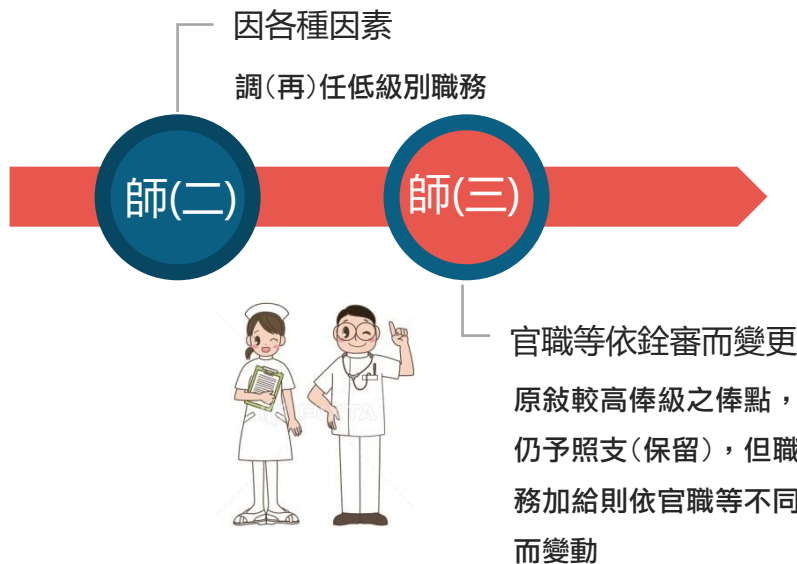 因各種因素
調(再)任低級別職務
師(二)
師(三)
官職等依銓審而變更
原敍較高俸級之俸點，
仍予照支(保留)，但職
務加給則依官職等不同
而變動